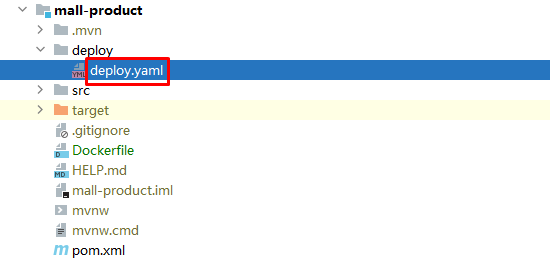 mall-product
.mvn
deploy
YML deploy.yaml
src
target
.gitignore
Dockerfile
MD HELP.md
mall-product.iml
mvnw
mvnw.cmd
m pom.xml